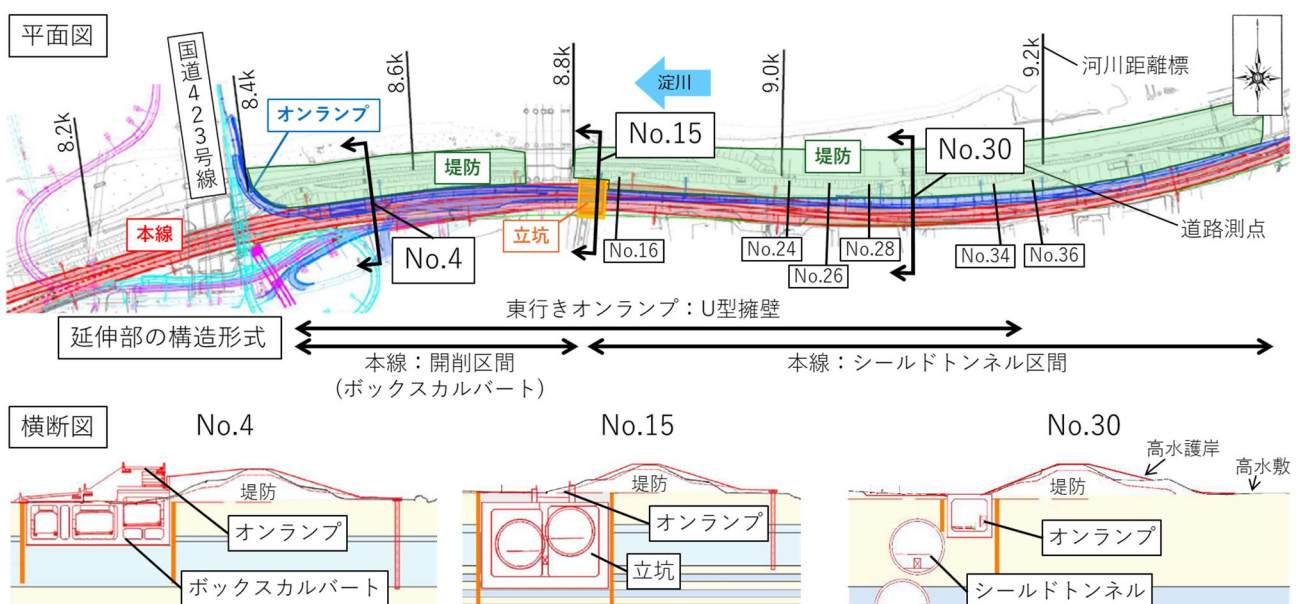 平面図
国道423号線
8.2k
8.4k
8.6k
8.8k
9.0k
9.2k
淀川
河川距離標
オンランプ
No.15
No.30
堤防
堤防
本線
立坑
No.4
No.16
No.24
No.26
No.28
No.34
No.36
道路測点
東行きオンランプ：U型擁壁
延伸部の構造形式
本線：開削区間
(ボックスカルバート)
本線：シールドトンネル区間
横断図
No.4
No.15
No.30
堤防
オンランプ
ボックスカルバート
堤防
オンランプ
立坑
高水護岸
高水敷
堤防
オンランプ
シールドトンネル